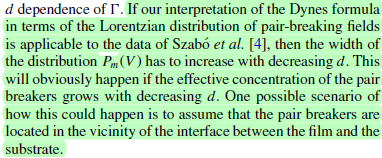 d dependence of Γ. If our interpretation of the Dynes formula
in terms of the Lorentzian distribution of pair-breaking fields
is applicable to the data of Szabó et al. [4], then the width of
the distribution Pm(V) has to increase with decreasing d. This
will obviously happen if the effective concentration of the pair
breakers grows with decreasing d. One possible scenario of
how this could happen is to assume that the pair breakers are
located in the vicinity of the interface between the film and the
substrate.